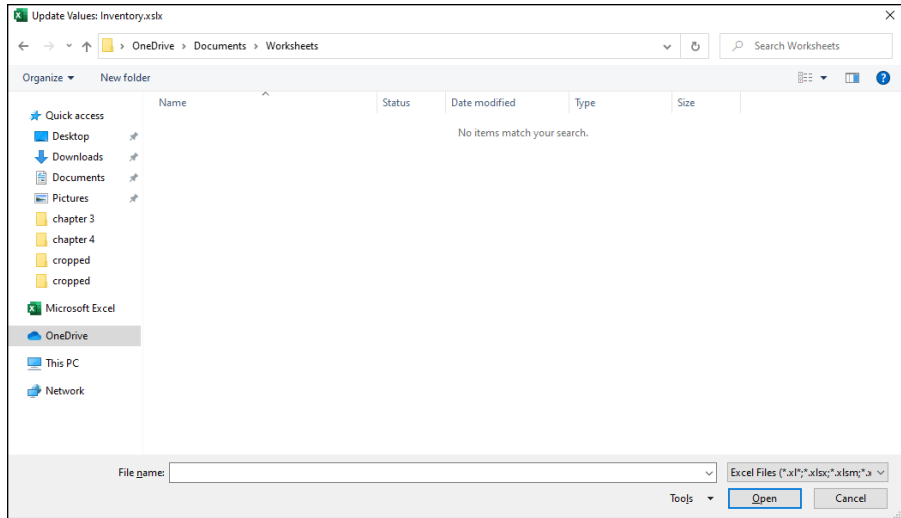 Update Values: Inventory.xslx
OneDrive > Documents > Worksheets
Search Worksheets
Organize
New folder
Name
Status
Date modified
Type
Size
No items match your search.
Quick access
Desktop
Downloads
Documents
Pictures
chapter 3
chapter 4
cropped
cropped
Microsoft Excel
OneDrive
This PC
Network
File name:
Excel Files (*.xl*;*.xlsx;*.xlsm;*.x
Tools
Open
Cancel